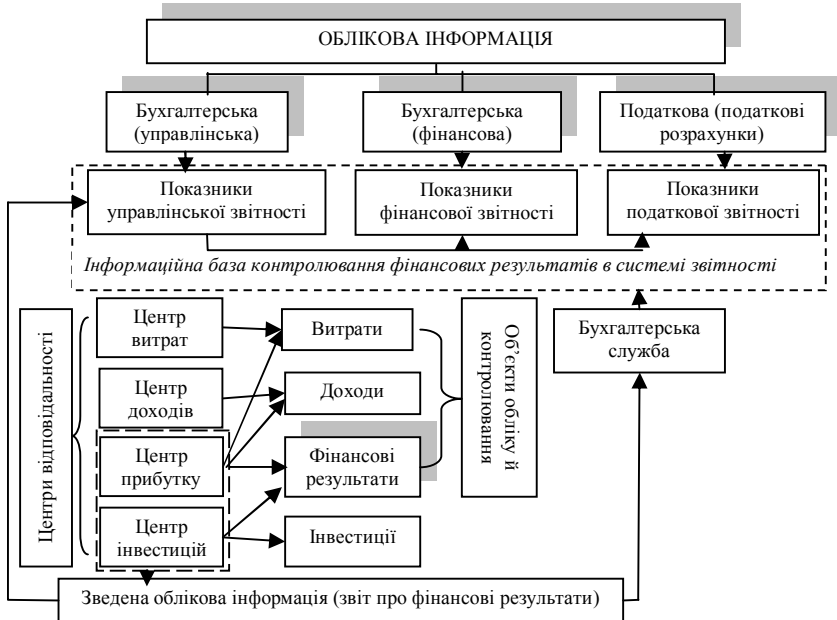 ОБЛІКОВА ІНФОРМАЦІЯ
Бухгалтерська
(управлінська)
Бухгалтерська
(фінансова)
Податкова (податкові
розрахунки)
Показники
управлінської звітності
Показники
фінансової звітності
Показники
податкової звітності
Інформаційна база контролювання фінансових результатів в системі звітності
Центри відповідальності
Центр
витрат
Центр
доходів
Центр
прибутку
Центр
інвестицій
Витрати
Доходи
Фінансові
результати
Інвестиції
Об’єкти обліку й
контролювання
Бухгалтерська
служба
Зведена облікова інформація (звіт про фінансові результати)